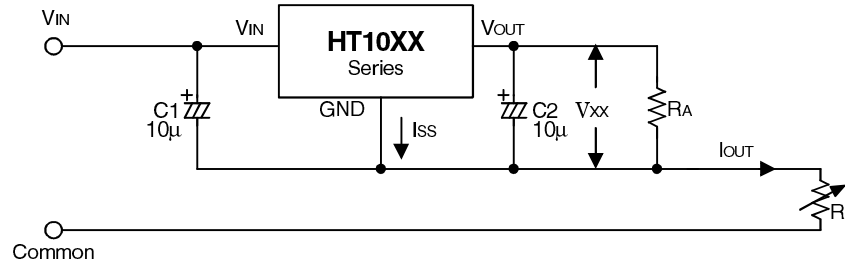 VIN
VIN
HT10XX
Series
VOUT
GND
ISS
C1
10μ
C2
10μ
VXX
RA
IOUT
R
Common